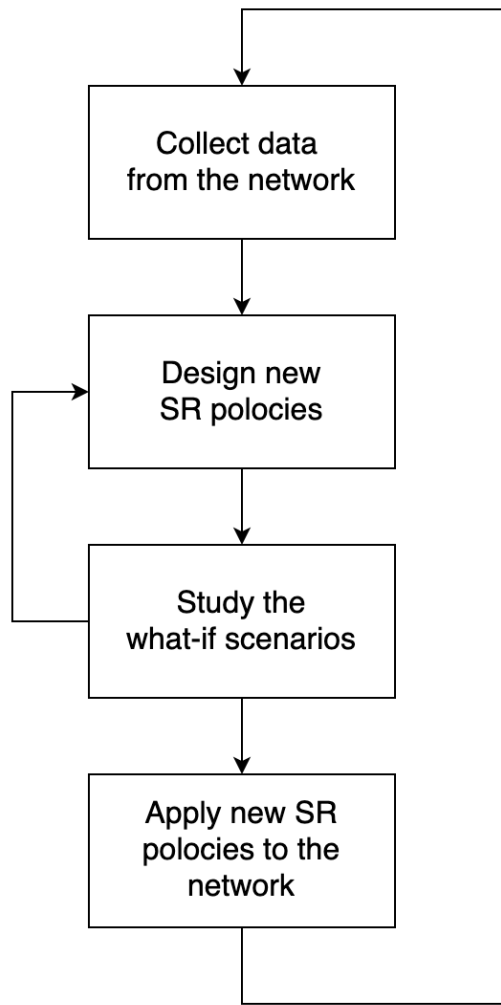 Collect data
from the network
Design new
SR polocies
Study the
what-if scenarios
Apply new SR
polocies to the
network